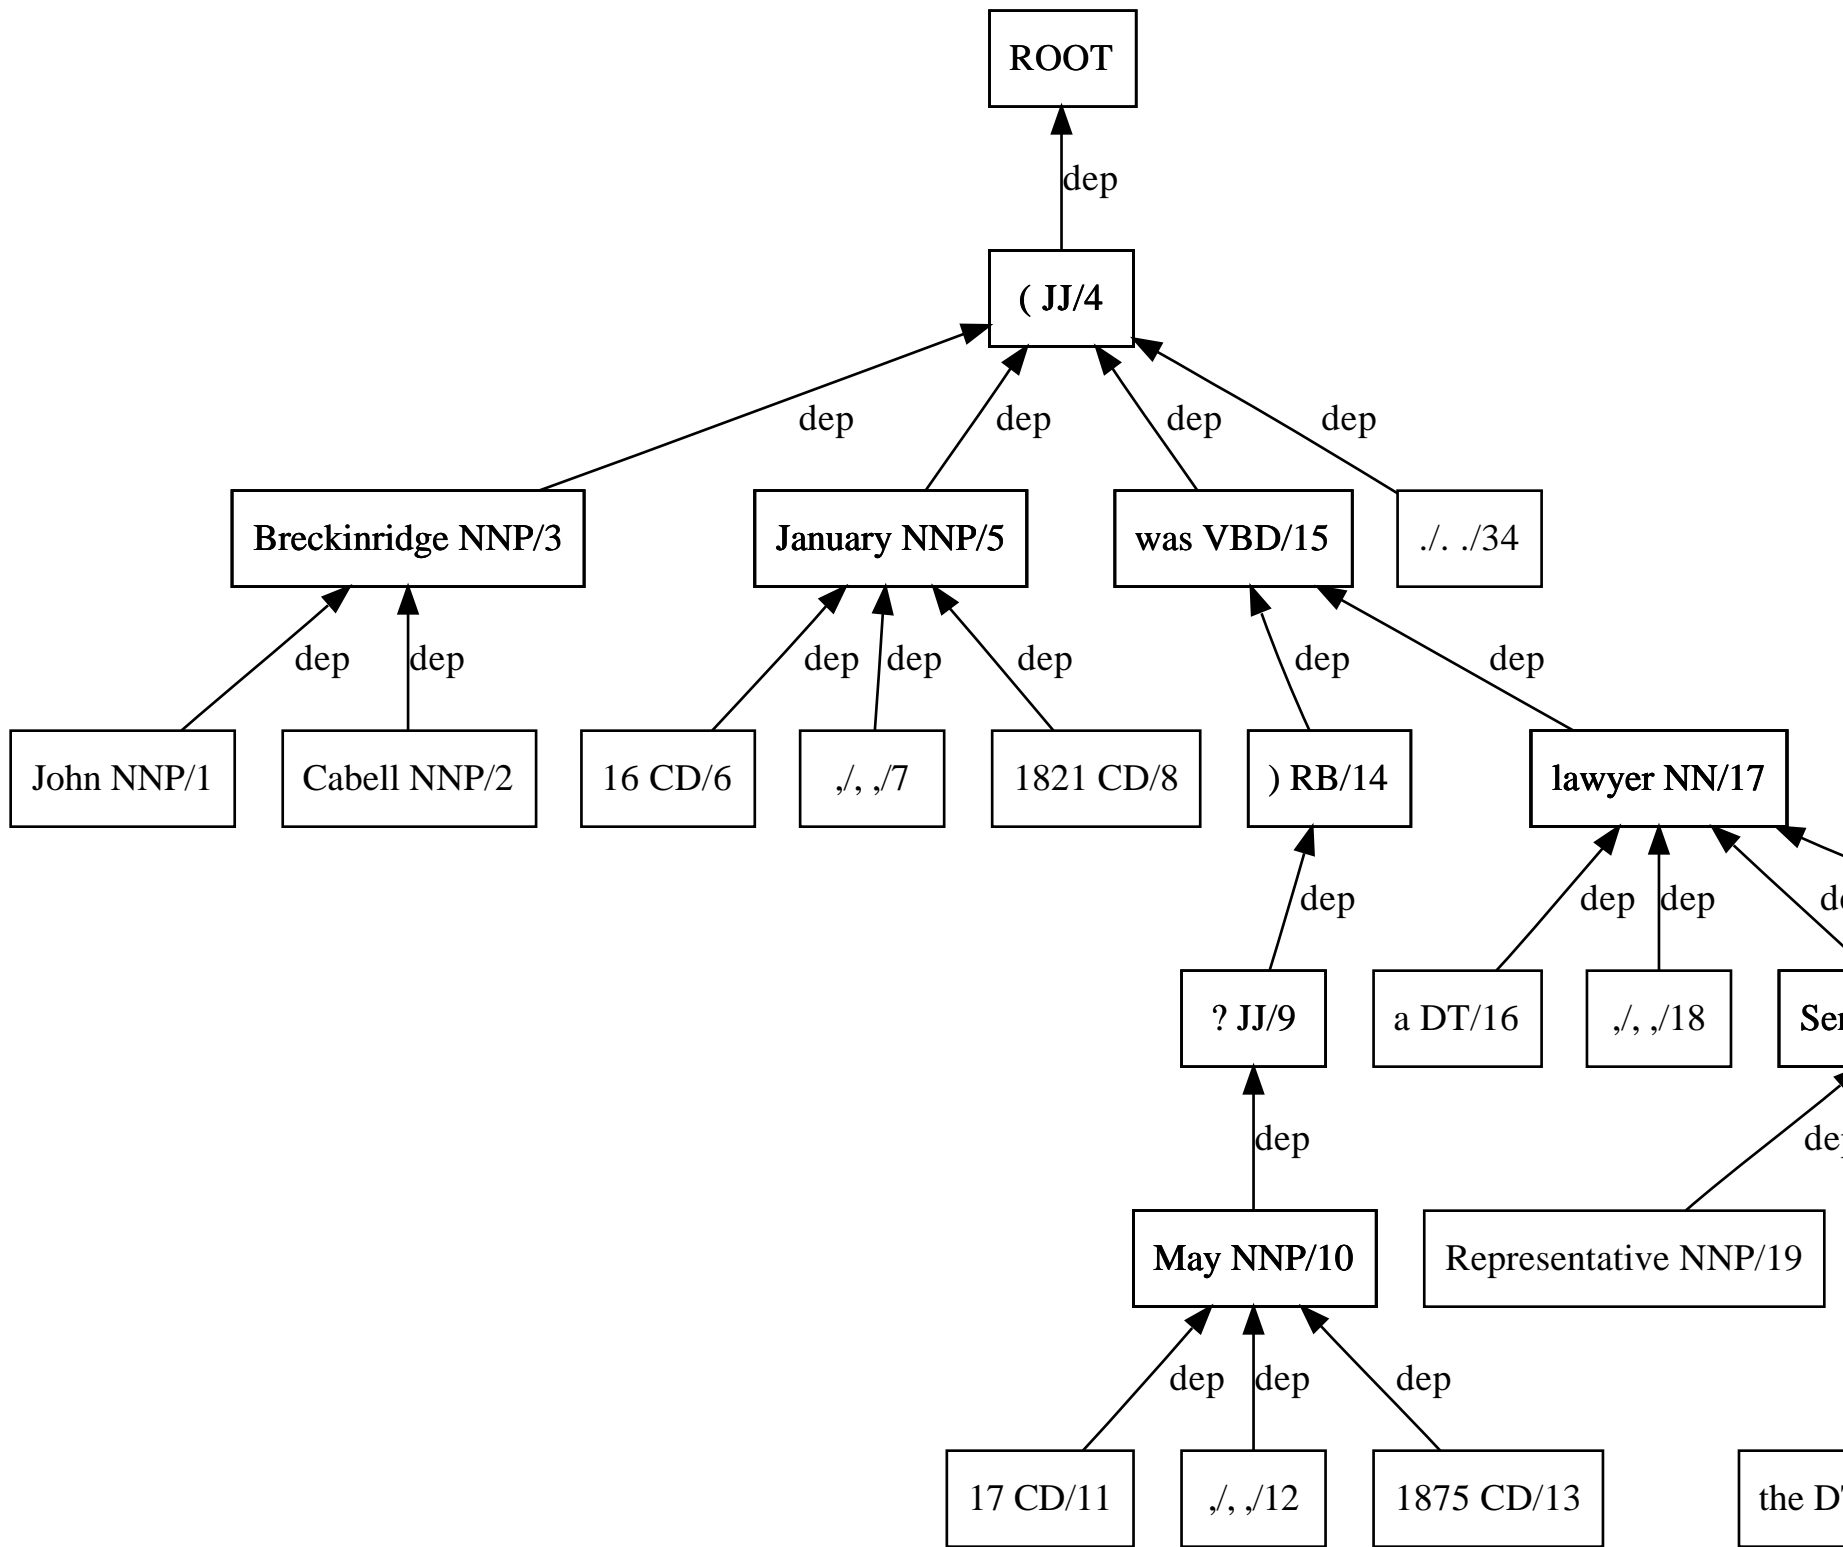 ROOT
dep
( JJ/4
dep dep dep dep
Breckinridge NNP/3 January NNP/5 was VBD/15 ./. ./34
dep dep dep dep dep dep dep
John NNP/1 Cabell NNP/2 16 CD/6 ,/, ,/7 1821 CD/8 ) RB/14 lawyer NN/17
dep dep dep
? JJ/9 a DT/16 ,/, ,/18
dep
May NNP/10 Representative NNP/19
dep dep dep
17 CD/11 ,/, ,/12 1875 CD/13 the